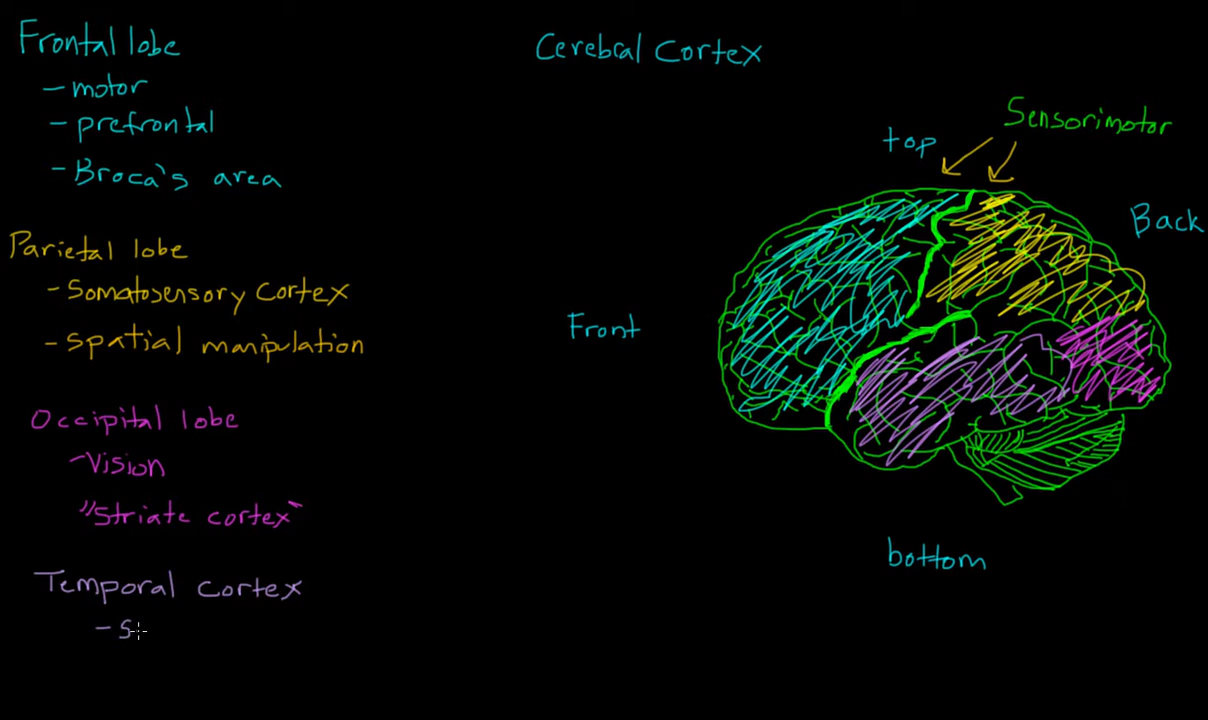 Frontal lobe
- motor
- prefrontal
- Broca's area
Parietal lobe
- Somatosensory Cortex
- Spatial manipulation
Occipital lobe
- Vision
"Striate cortex"
Temporal cortex
- S
Cerebral Cortex
Sensorimotor
top
Back
Front
bottom